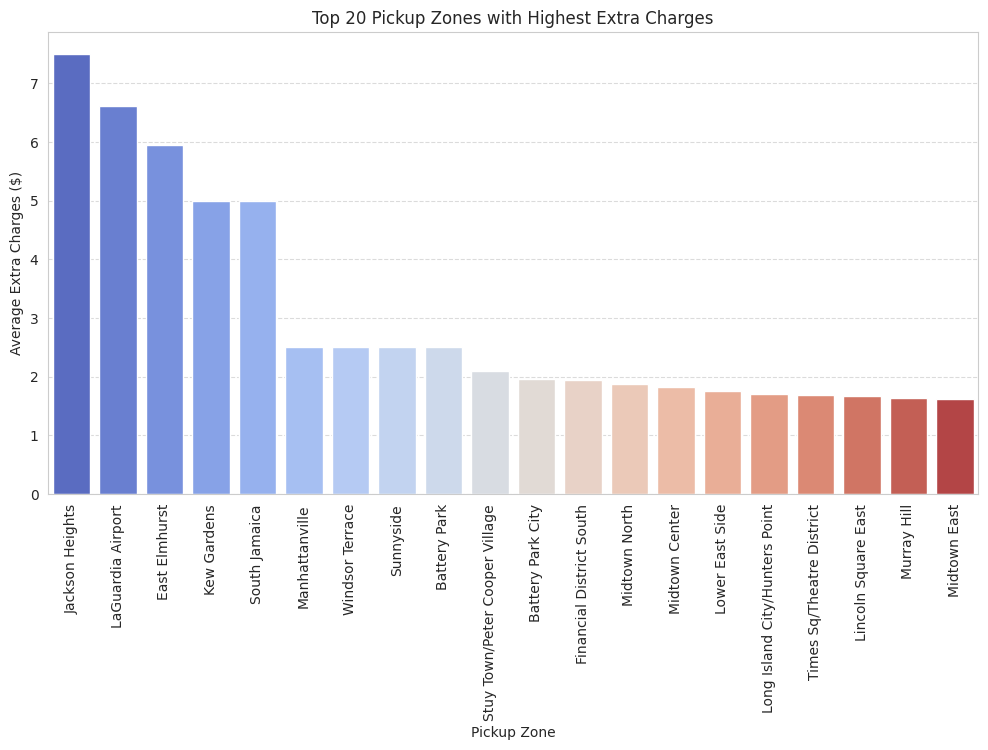 Top 20 Pickup Zones with Highest Extra Charges
Average Extra Charges ($)
7
6
5
4
3
2
1
0
Jackson Heights
LaGuardia Airport
East Elmhurst
Kew Gardens
South Jamaica
Manhattanville
Windsor Terrace
Sunnyside
Battery Park
Stuy Town/Peter Cooper Village
Battery Park City
Financial District South
Midtown North
Midtown Center
Lower East Side
Long Island City/Hunters Point
Times Sq/Theatre District
Lincoln Square East
Murray Hill
Midtown East
Pickup Zone